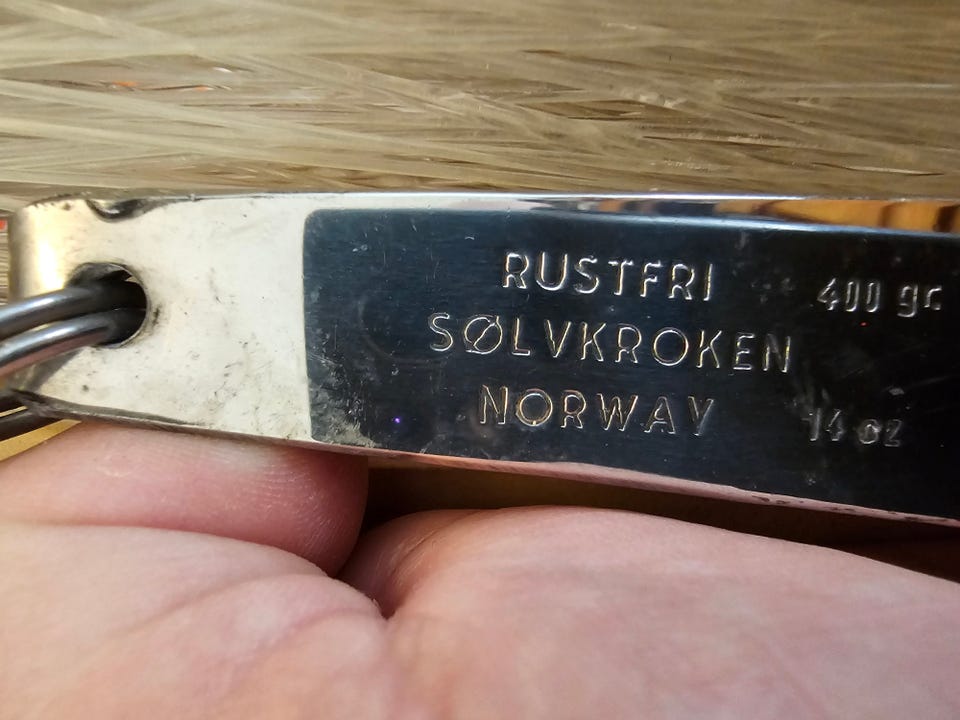 RUSTFRI 400 gr
SØLVKROKEN
NORWAY 14 oz